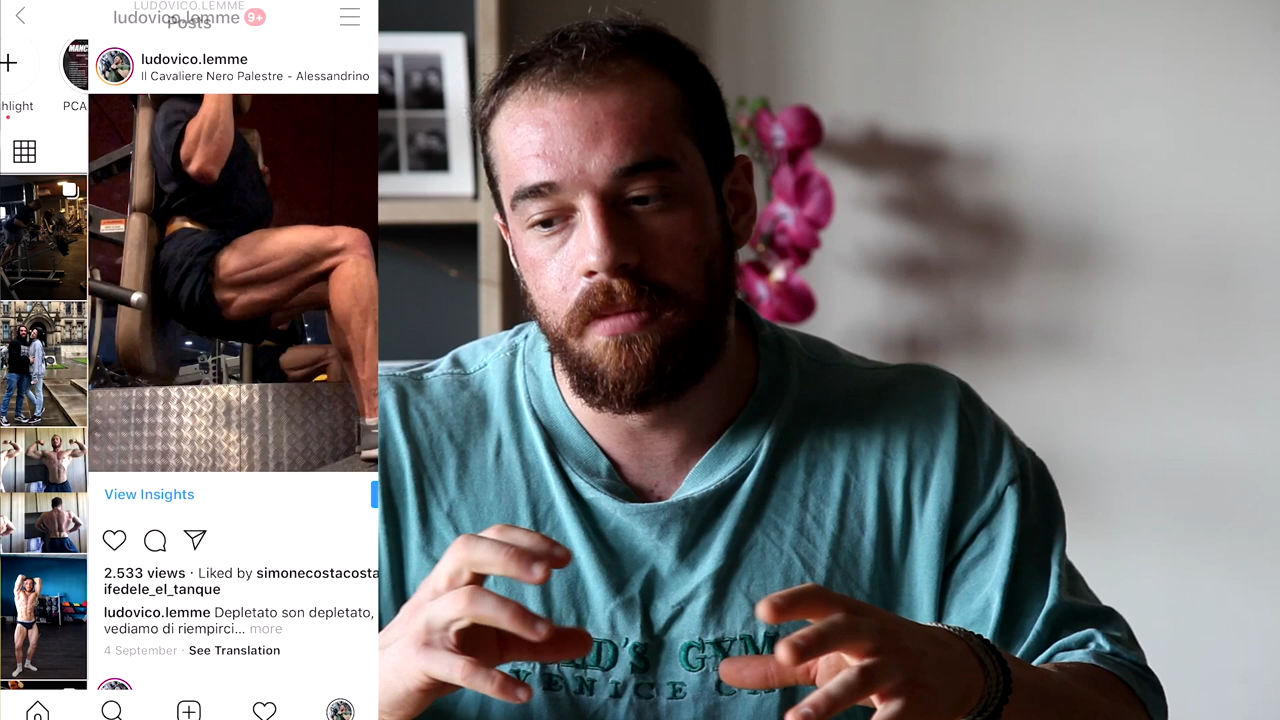 LUDOVICO.LEMME
ludovico.lemme 9+
Posts
ludovico.lemme
Il Cavaliere Nero Palestre - Alessandrino
hlight
PCA
View Insights
2.533 views · Liked by simonecostacosta
ifedele_el_tanque
ludovico.lemme Depletato son depletato,
vediamo di riempirci... more
4 September · See Translation
D'S GYM
VENICE